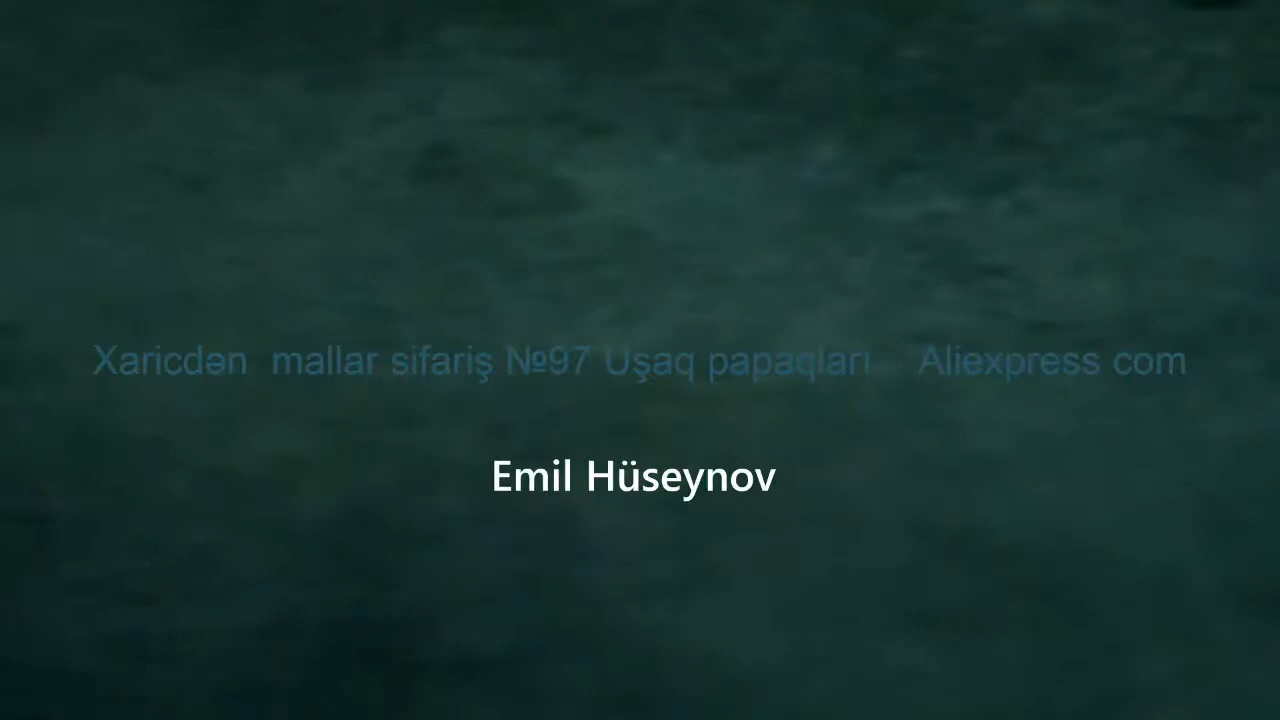 Xaricdən mallar sifariş №97 Uşaq papaqları Aliexpress com
Emil Hüseynov